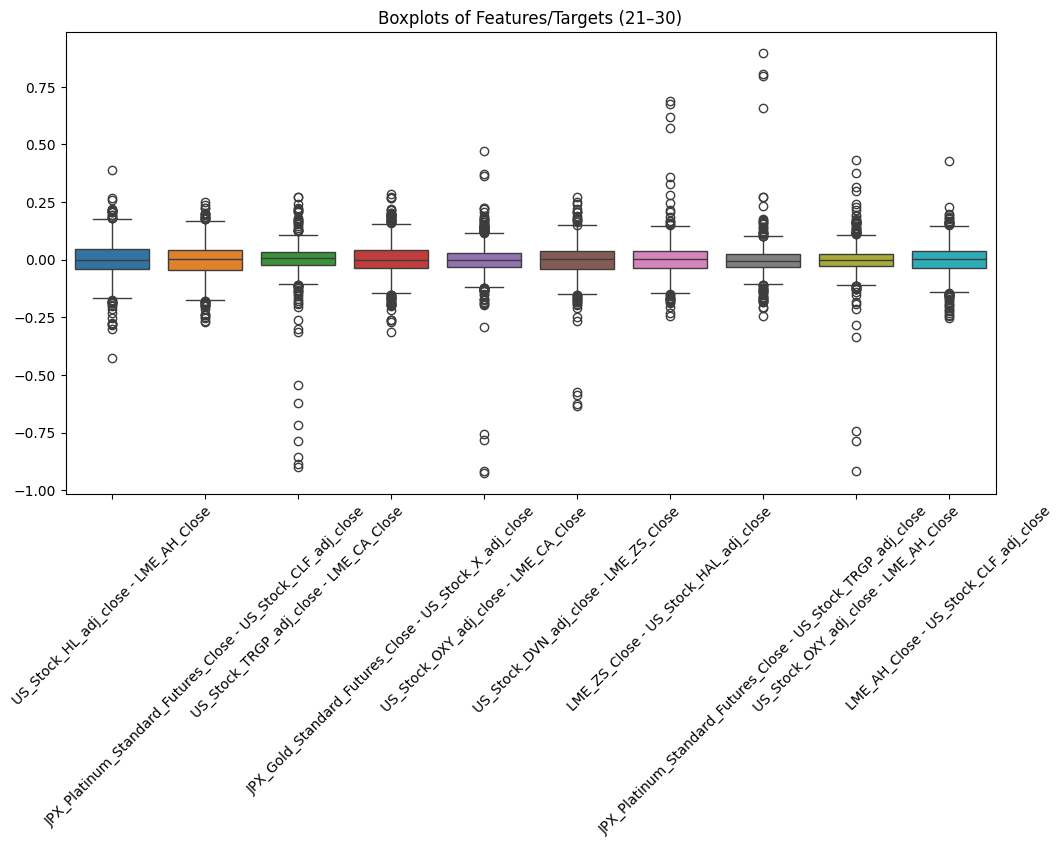 Boxplots of Features/Targets (21–30)
0.75
0.50
0.25
0.00
−0.25
−0.50
−0.75
−1.00
US_Stock_HL_adj_close - LME_AH_Close
JPX_Platinum_Standard_Futures_Close - US_Stock_CLF_adj_close
US_Stock_TRGP_adj_close - LME_CA_Close
JPX_Gold_Standard_Futures_Close - US_Stock_X_adj_close
US_Stock_OXY_adj_close - LME_CA_Close
US_Stock_DVN_adj_close - LME_ZS_Close
LME_ZS_Close - US_Stock_HAL_adj_close
JPX_Platinum_Standard_Futures_Close - US_Stock_TRGP_adj_close
US_Stock_OXY_adj_close - LME_AH_Close
LME_AH_Close - US_Stock_CLF_adj_close